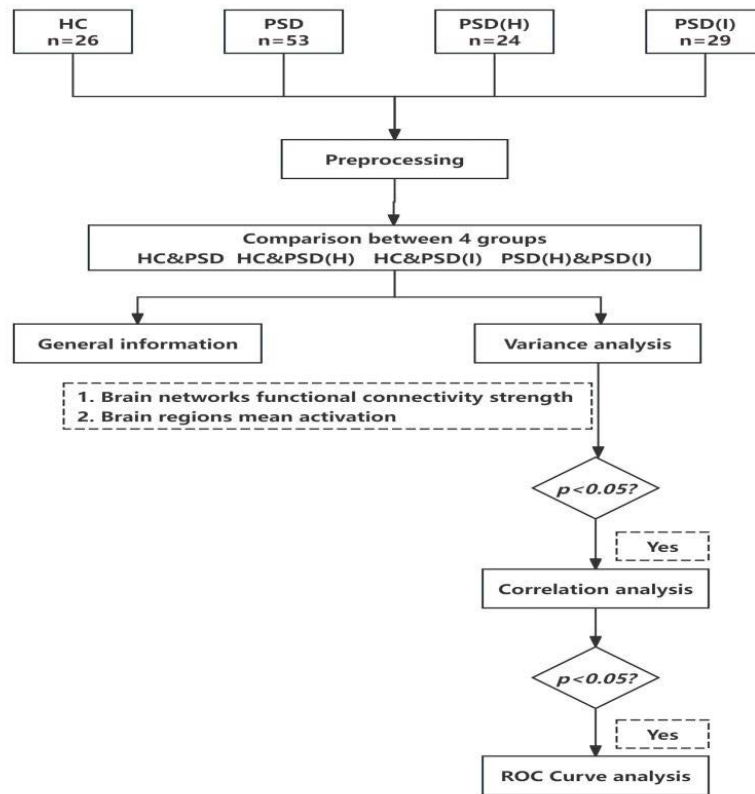 HC
n=26
PSD
n=53
PSD(H)
n=24
PSD(I)
n=29
Preprocessing
Comparison between 4 groups
HC&PSD HC&PSD(H) HC&PSD(I) PSD(H)&PSD(I)
General information
Variance analysis
1. Brain networks functional connectivity strength
2. Brain regions mean activation
p<0.05?
Yes
Correlation analysis
p<0.05?
Yes
ROC Curve analysis